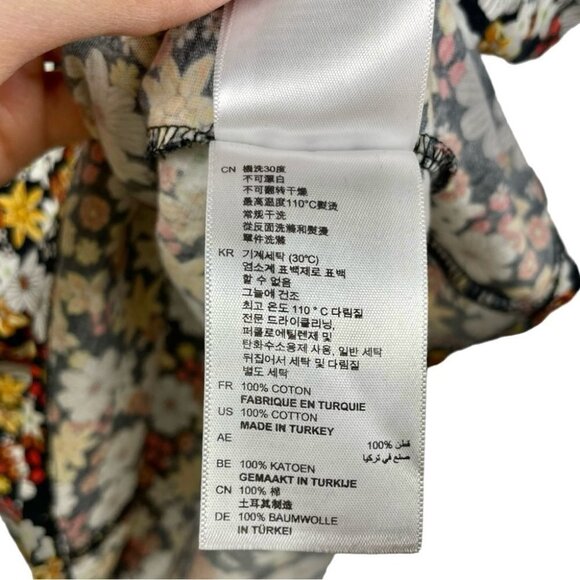 CN 機洗30度
不可漂白
不可翻转干燥
最高温度110°C熨烫
常规干洗
從反面洗滌和熨燙
單件洗滌
KR 기계세탁 (30℃)
염소계 표백제로 표백
할 수 없음
그늘에 건조
최고 온도 110 ° C 다림질
전문 드라이클리닝,
퍼클로에틸렌제 및
탄화수소용제 사용, 일반 세탁
뒤집어서 세탁 및 다림질
별도 세탁
FR 100% COTON
FABRIQUE EN TURQUIE
US 100% COTTON
MADE IN TURKEY
AE قطن %100
صنع في تركيا
BE 100% KATOEN
GEMAAKT IN TURKIJE
CN 100% 棉
土耳其制造
DE 100% BAUMWOLLE
IN TÜRKEI